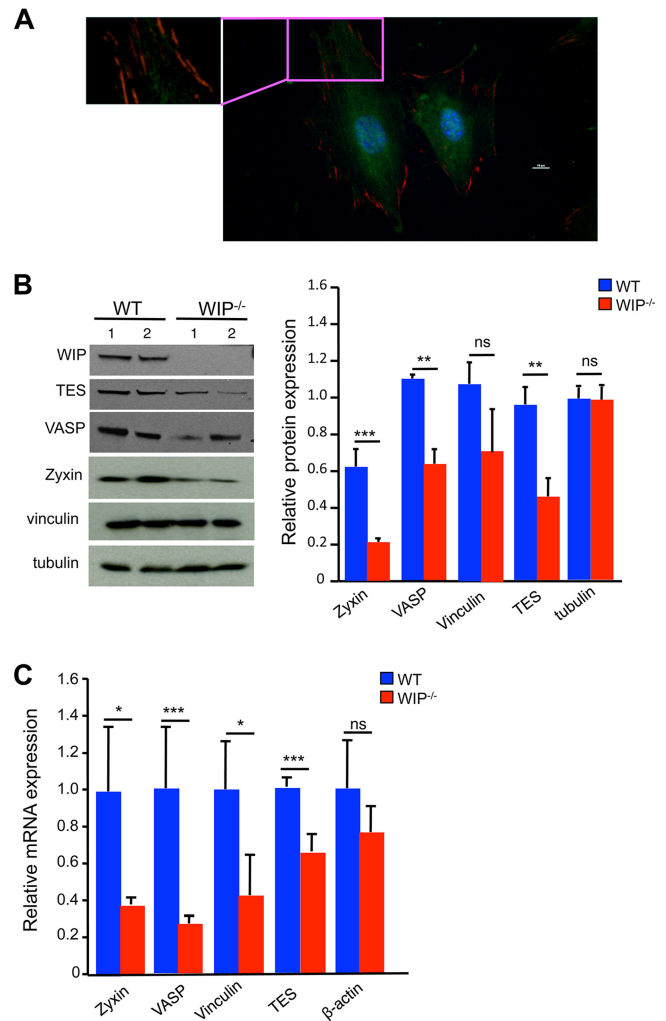 A
B
WT WIP-/-
1 2 1 2
WIP
TES
VASP
Zyxin
vinculin
tubulin
WT
WIP-/-
Relative protein expression
1.6
1.4
1.2
1.0
0.8
0.6
0.4
0.2
0
***
**
ns
**
ns
Zyxin
VASP
Vinculin
TES
tubulin
C
WT
WIP-/-
Relative mRNA expression
1.6
1.4
1.2
1.0
0.8
0.6
0.4
0.2
0
*
***
*
***
ns
Zyxin
VASP
Vinculin
TES
β-actin